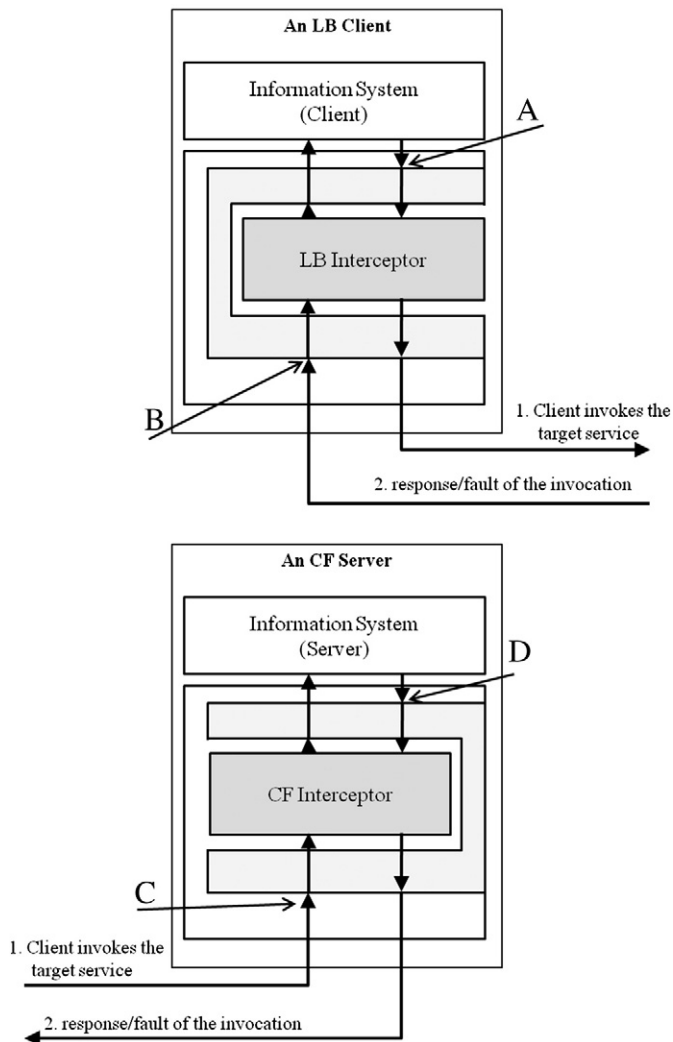 An LB Client
Information System
(Client)
A
LB Interceptor
B
1. Client invokes the
target service
2. response/fault of the invocation
An CF Server
Information System
(Server)
D
CF Interceptor
C
1. Client invokes the
target service
2. response/fault of the invocation